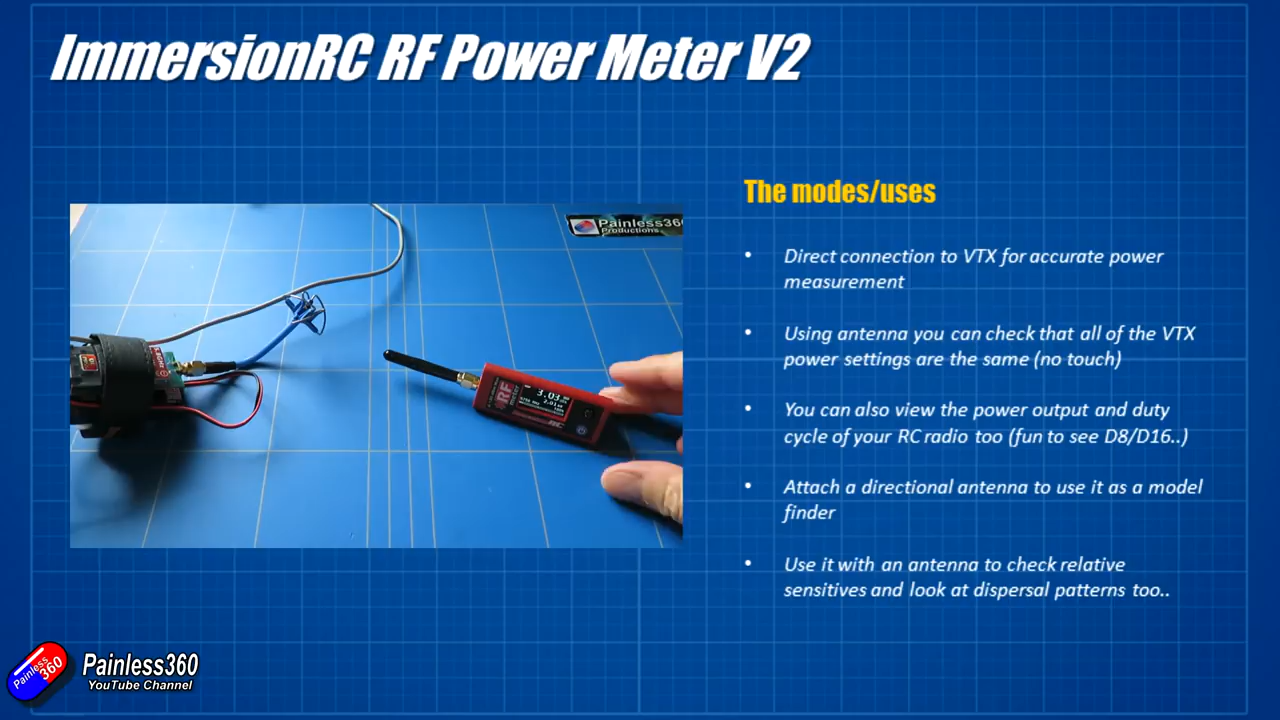 ImmersionRC RF Power Meter V2
The modes/uses
• Direct connection to VTX for accurate power
measurement
• Using antenna you can check that all of the VTX
power settings are the same (no touch)
• You can also view the power output and duty
cycle of your RC radio too (fun to see D8/D16..)
• Attach a directional antenna to use it as a model
finder
• Use it with an antenna to check relative
sensitives and look at dispersal patterns too..
Painless360
Productions
RF
meter
3.03
Painless
360
Painless360
YouTube Channel